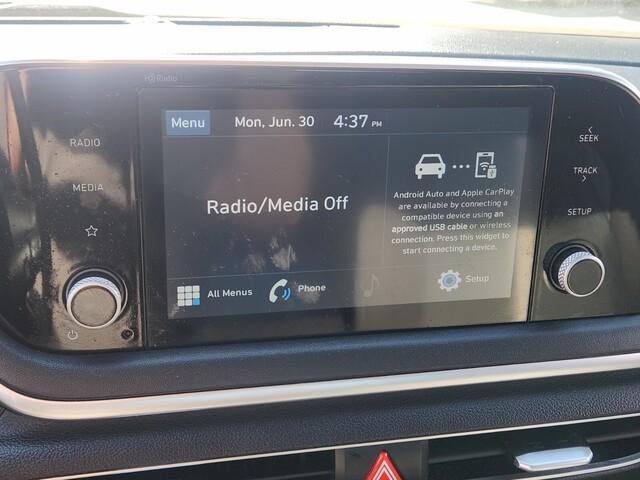 HD Radio
RADIO
MEDIA
Menu
Mon, Jun. 30
4:37 PM
Radio/Media Off
Android Auto and Apple CarPlay
are available by connecting a
compatible device using an
approved USB cable or wireless
connection. Press this widget to
start connecting a device.
All Menus
Phone
Setup
SEEK
TRACK
SETUP